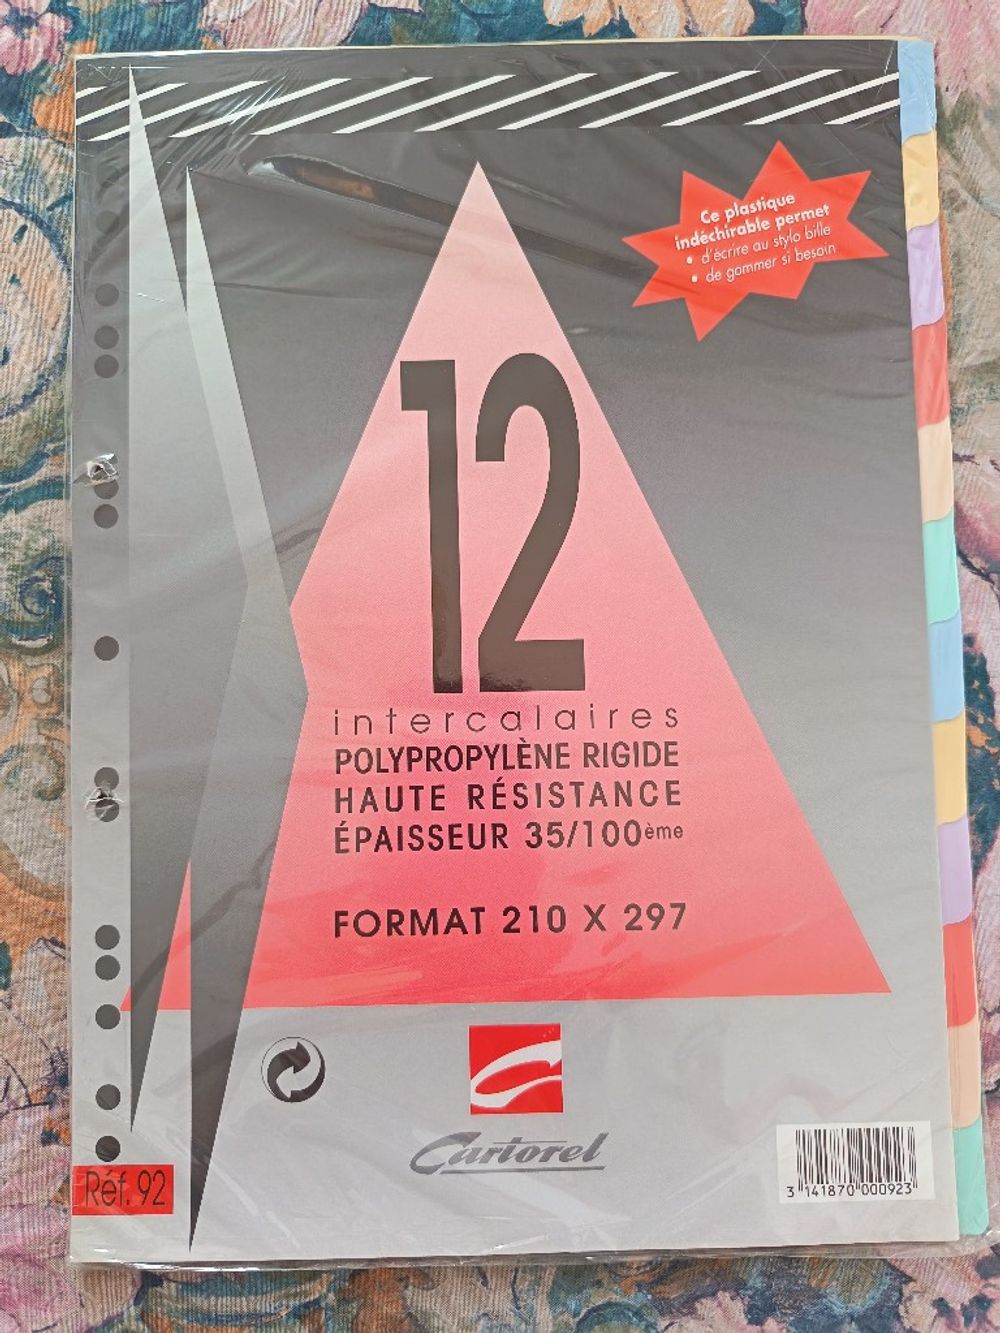 Ce plastique
indéchirable permet
• d'écrire au stylo bille
• de gommer si besoin
12
intercalaires
POLYPROPYLÈNE RIGIDE
HAUTE RÉSISTANCE
ÉPAISSEUR 35/100ème
FORMAT 210 X 297
Cartorel
Réf. 92
3 141870 000923